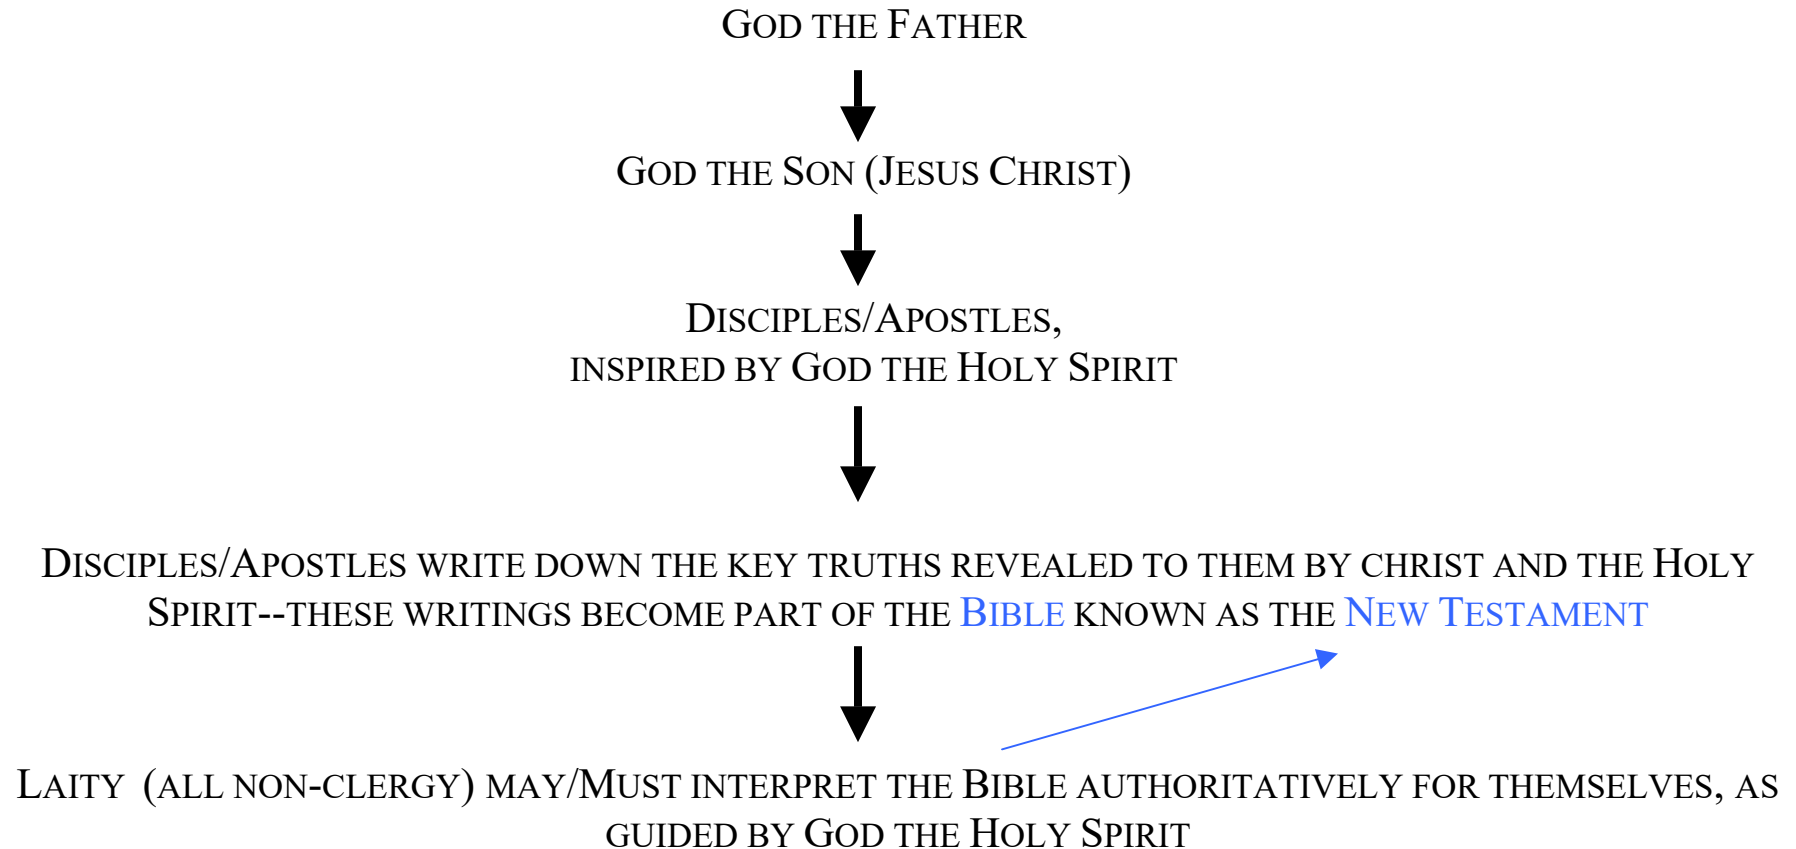 God the Father
God the Son (Jesus Christ)
Disciples/Apostles,
inspired by God the Holy Spirit
Disciples/Apostles write down the key truths revealed to them by christ and the Holy
Spirit--these writings become part of the Bible known as the New Testament
Laity (all non-clergy) may/Must interpret the Bible authoritatively for themselves, as
guided by God the Holy Spirit